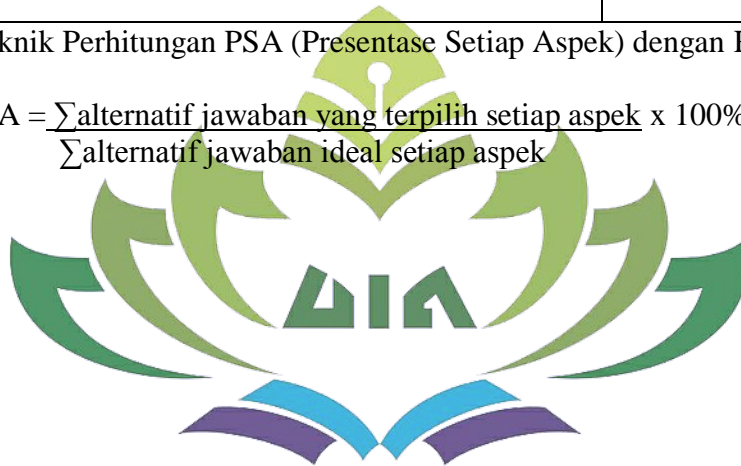 knik Perhitungan PSA (Presentase Setiap Aspek) dengan
A = ∑alternatif jawaban yang terpilih setiap aspek x 100%
∑alternatif jawaban ideal setiap aspek
UIN